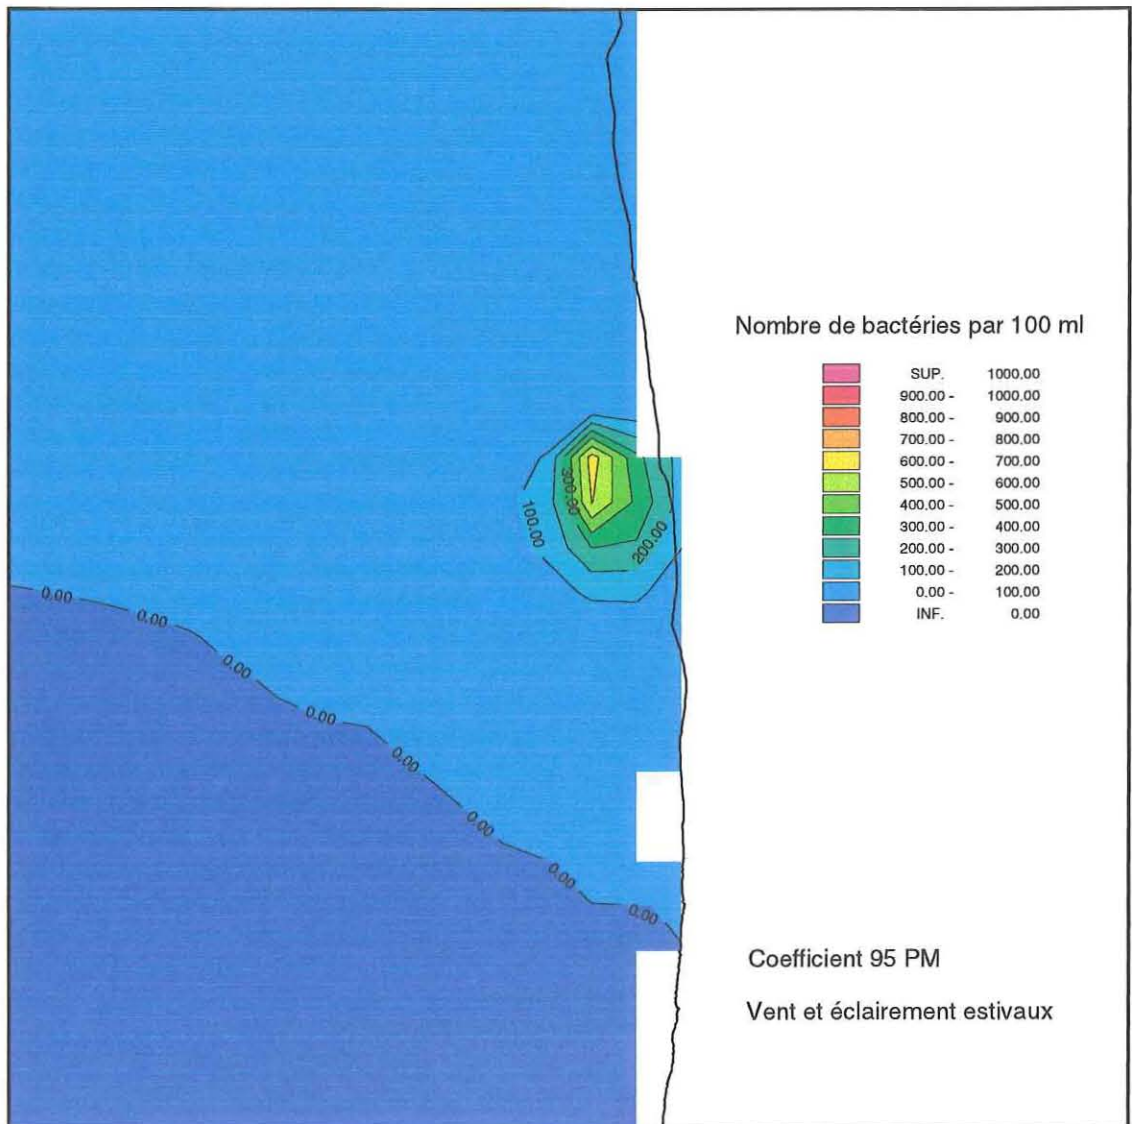 Nombre de bactéries par 100 ml
SUP. 1000.00
900.00 - 1000.00
800.00 - 900.00
700.00 - 800.00
600.00 - 700.00
500.00 - 600.00
400.00 - 500.00
300.00 - 400.00
200.00 - 300.00
100.00 - 200.00
0.00 - 100.00
INF. 0.00
300.00
100.00
200.00
0.00
0.00
0.00
0.00
0.00
0.00
0.00
0.00
Coefficient 95 PM
Vent et éclairement estivaux